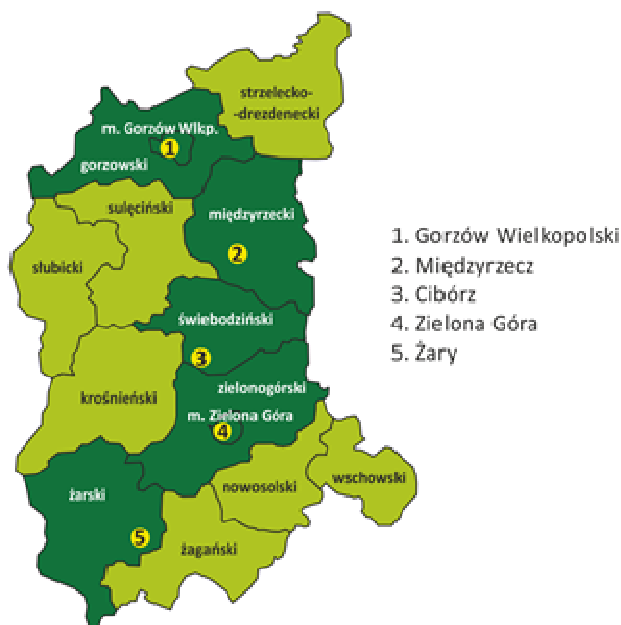 strzelecko-
-drezdenecki
m. Gorzów Wlkp.
1
gorzowski
sulęciński
międzyrzecki
słubicki
2
świebodziński
3
krośnieński
zielonogórski
m. Zielona Góra
4
żarski
nowosolski
wschowski
5
żagański
1. Gorzów Wielkopolski
2. Międzyrzecz
3. Cibórz
4. Zielona Góra
5. Żary